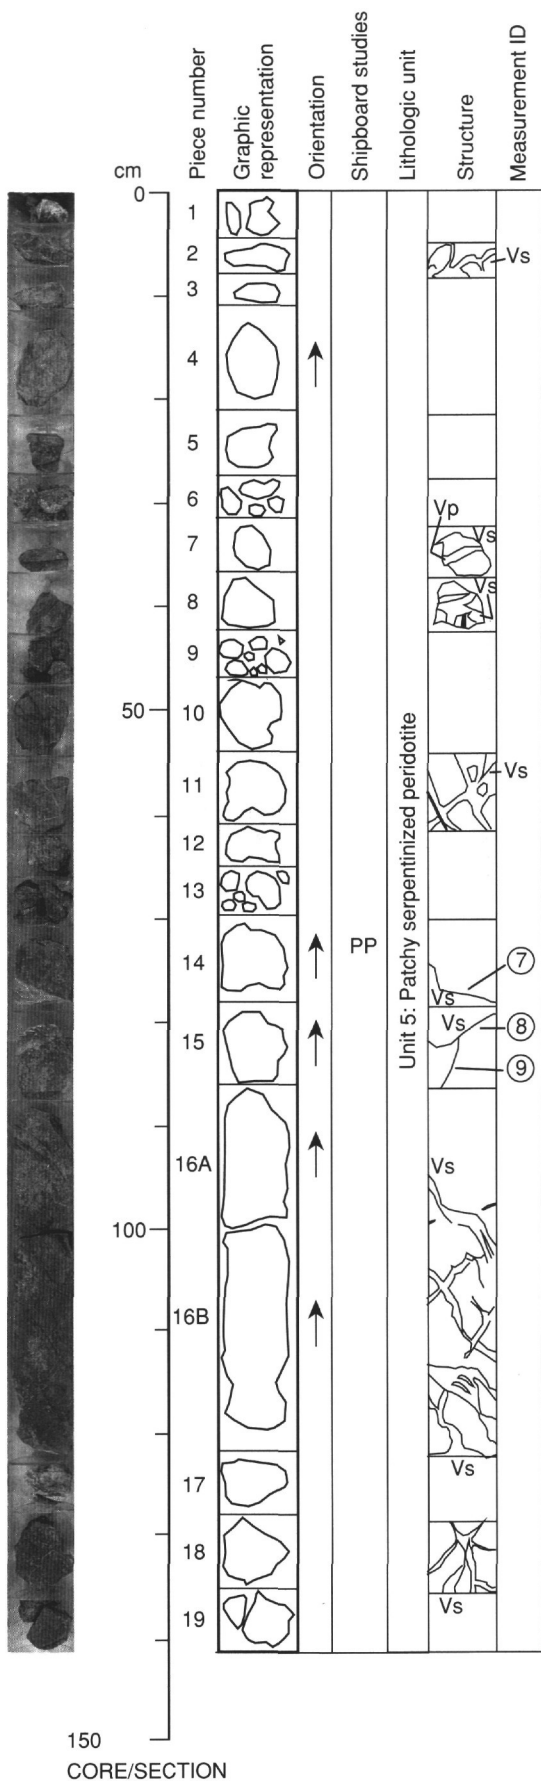 cm
Piece number
Graphic representation
Orientation
Shipboard studies
Lithologic unit
Structure
Measurement ID
0
1
2
Vs
3
4
5
6
Vp
7
Vs
8
Vs
9
50
10
11
Vs
12
13
14
PP
7
Vs
15
Vs
8
9
Unit 5: Patchy serpentinized peridotite
16A
Vs
100
16B
17
Vs
18
19
Vs
150
CORE/SECTION